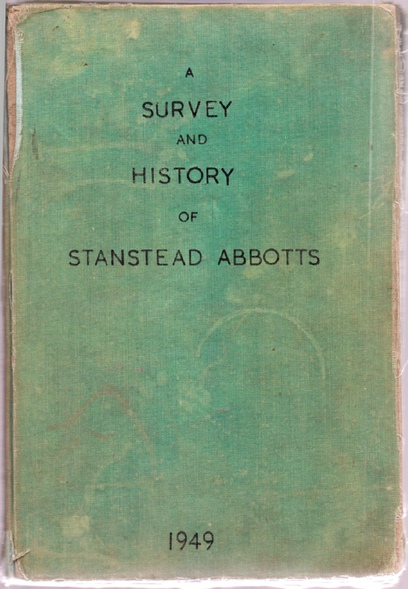 A
SURVEY
AND
HISTORY
OF
STANSTEAD ABBOTTS
1949